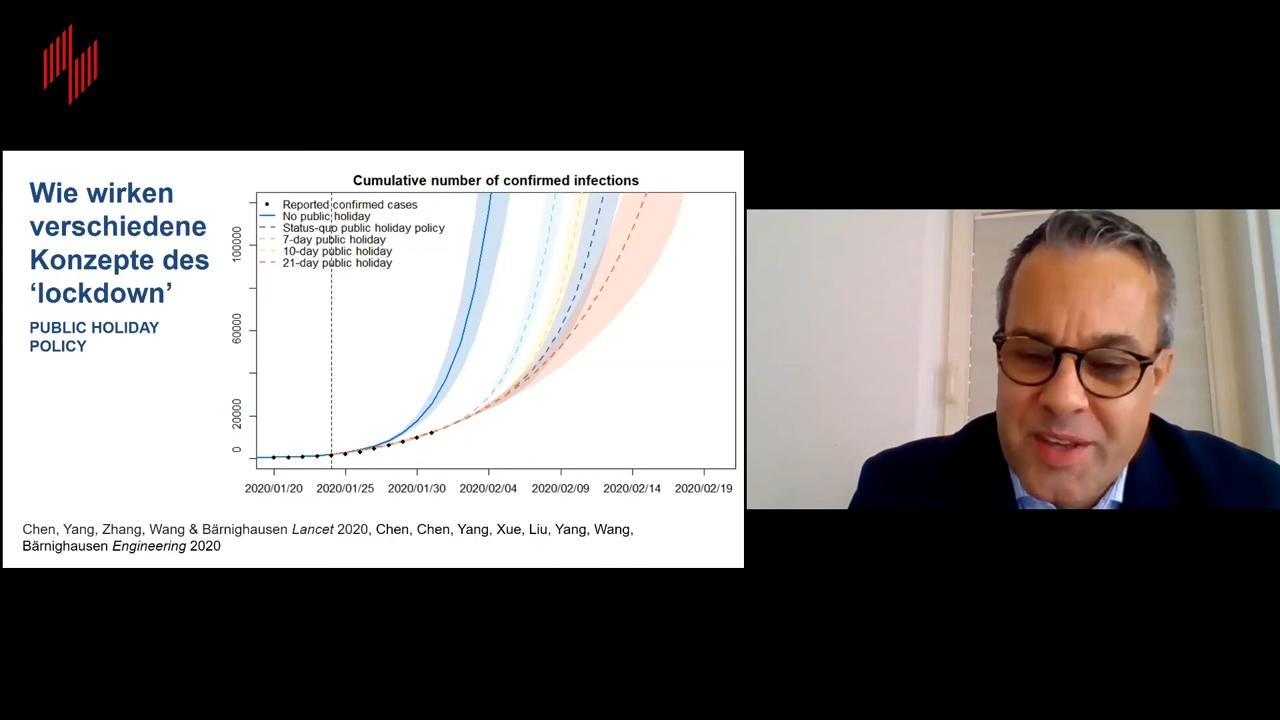 Wie wirken
verschiedene
Konzepte des
‘lockdown’
PUBLIC HOLIDAY
POLICY
Cumulative number of confirmed infections
Reported confirmed cases
No public holiday
Status-quo public holiday policy
7-day public holiday
10-day public holiday
21-day public holiday
100000
60000
20000
0
2020/01/20 2020/01/25 2020/01/30 2020/02/04 2020/02/09 2020/02/14 2020/02/19
Chen, Yang, Zhang, Wang & Bärnighausen Lancet 2020, Chen, Chen, Yang, Xue, Liu, Yang, Wang,
Bärnighausen Engineering 2020